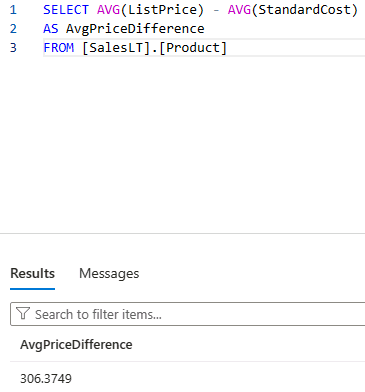 1 SELECT AVG(ListPrice) - AVG(StandardCost)
2 AS AvgPriceDifference
3 FROM [SalesLT].[Product]
Results Messages
Search to filter items...
AvgPriceDifference
306.3749